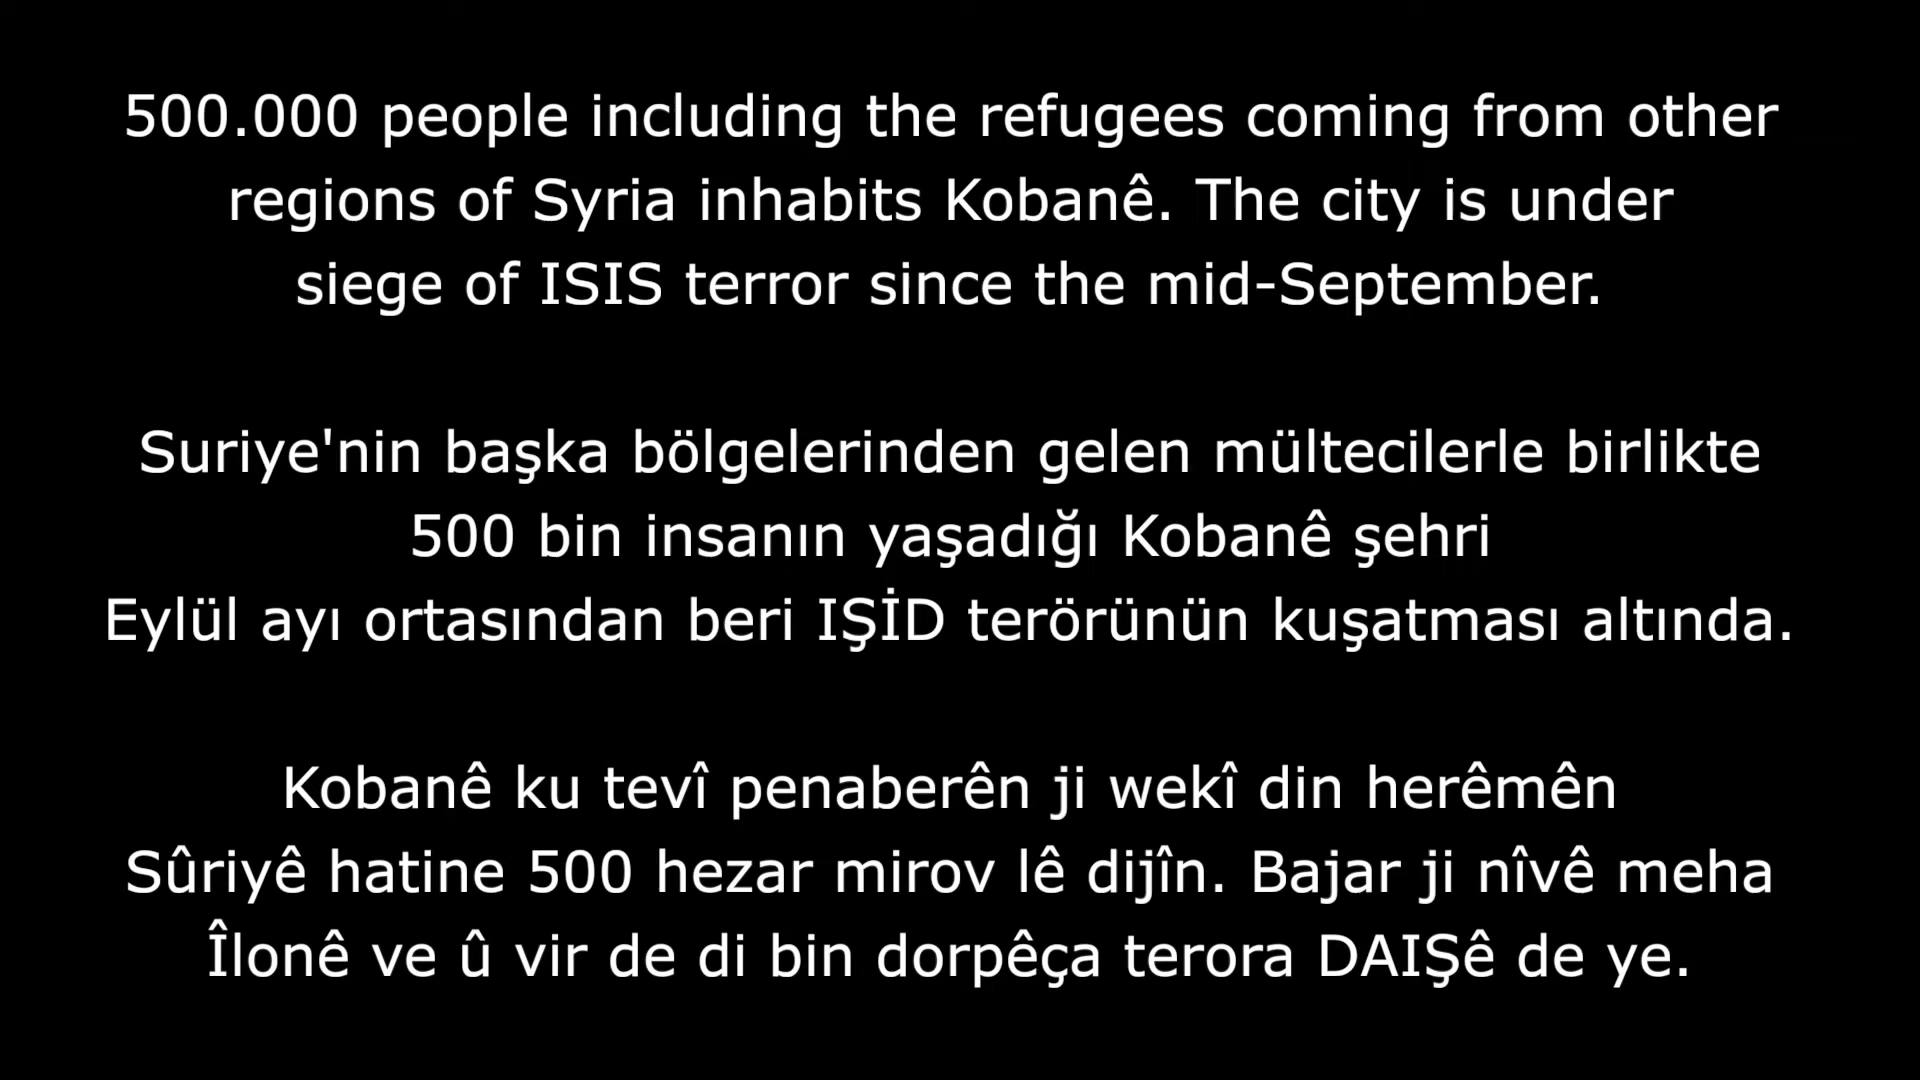 500.000 people including the refugees coming from other
regions of Syria inhabits Kobanê. The city is under
siege of ISIS terror since the mid-September.
Suriye'nin başka bölgelerinden gelen mültecilerle birlikte
500 bin insanın yaşadığı Kobanê şehri
Eylül ayı ortasından beri IŞİD terörünün kuşatması altında.
Kobanê ku tevî penaberên ji wekî din herêmên
Sûriyê hatine 500 hezar mirov lê dijîn. Bajar ji nîvê meha
Îlonê ve û vir de di bin dorpêça terora DAIŞê de ye.